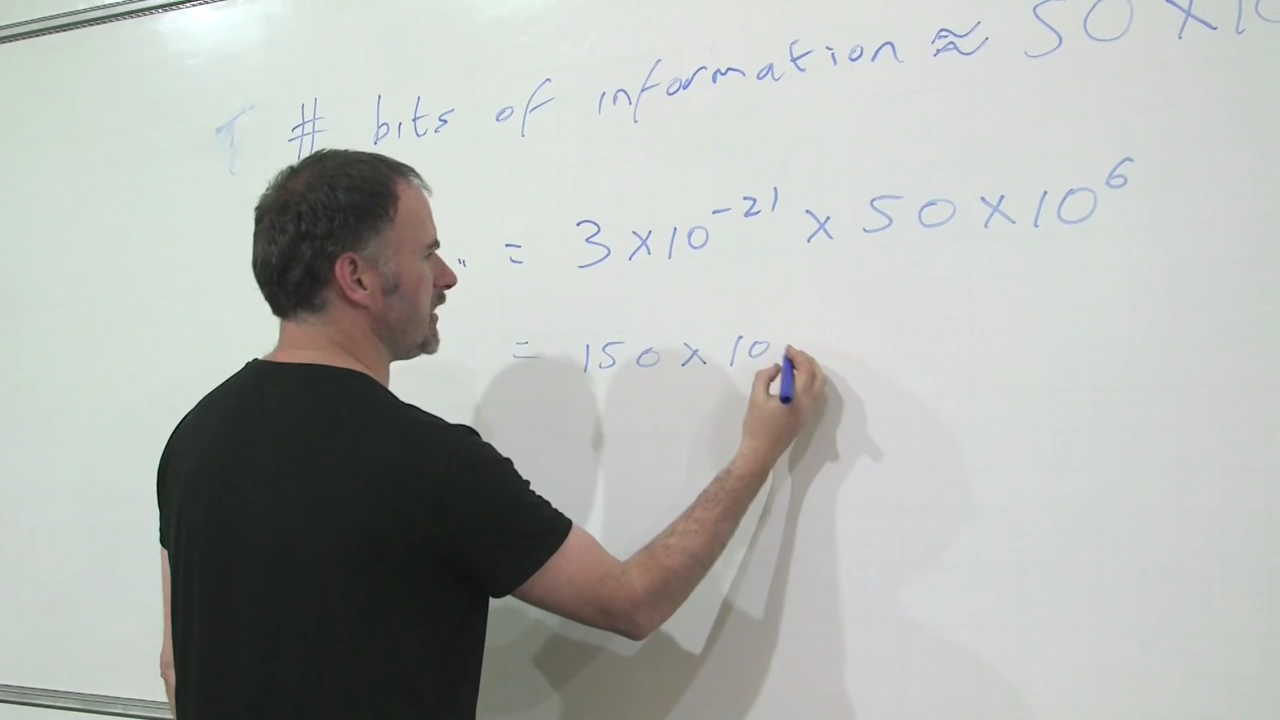 # bits of information ≈ 50 × 10
" = 3 × 10⁻²¹ × 50 × 10⁶
= 150 × 10